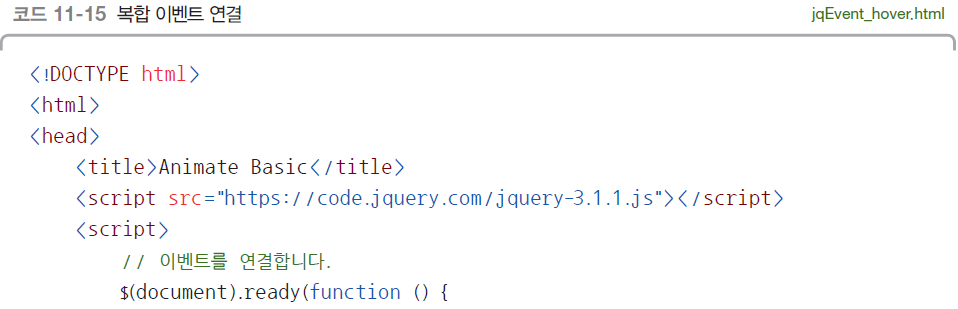 코드 11-15 복합 이벤트 연결 jqEvent_hover.html
<!DOCTYPE html>
<html>
<head>
<title>Animate Basic</title>
<script src="https://code.jquery.com/jquery-3.1.1.js"></script>
<script>
// 이벤트를 연결합니다.
$(document).ready(function () {